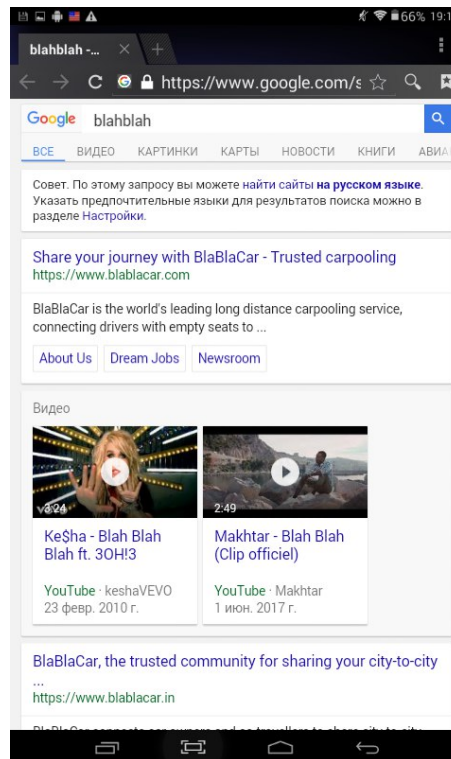 66% 19:1
blahblah -...
https://www.google.com/s
Google blahblah
ВСЕ ВИДЕО КАРТИНКИ КАРТЫ НОВОСТИ КНИГИ АВИА
Совет. По этому запросу вы можете найти сайты на русском языке.
Указать предпочтительные языки для результатов поиска можно в
разделе Настройки.
Share your journey with BlaBlaCar - Trusted carpooling
https://www.blablacar.com
BlaBlaCar is the world's leading long distance carpooling service,
connecting drivers with empty seats to ...
About Us Dream Jobs Newsroom
Видео
3:24 2:49
Ke$ha - Blah Blah
Blah ft. 3OH!3
YouTube · keshaVEVO
23 февр. 2010 г.
Makhtar - Blah Blah
(Clip officiel)
YouTube · Makhtar
1 июн. 2017 г.
BlaBlaCar, the trusted community for sharing your city-to-city
...
https://www.blablacar.in